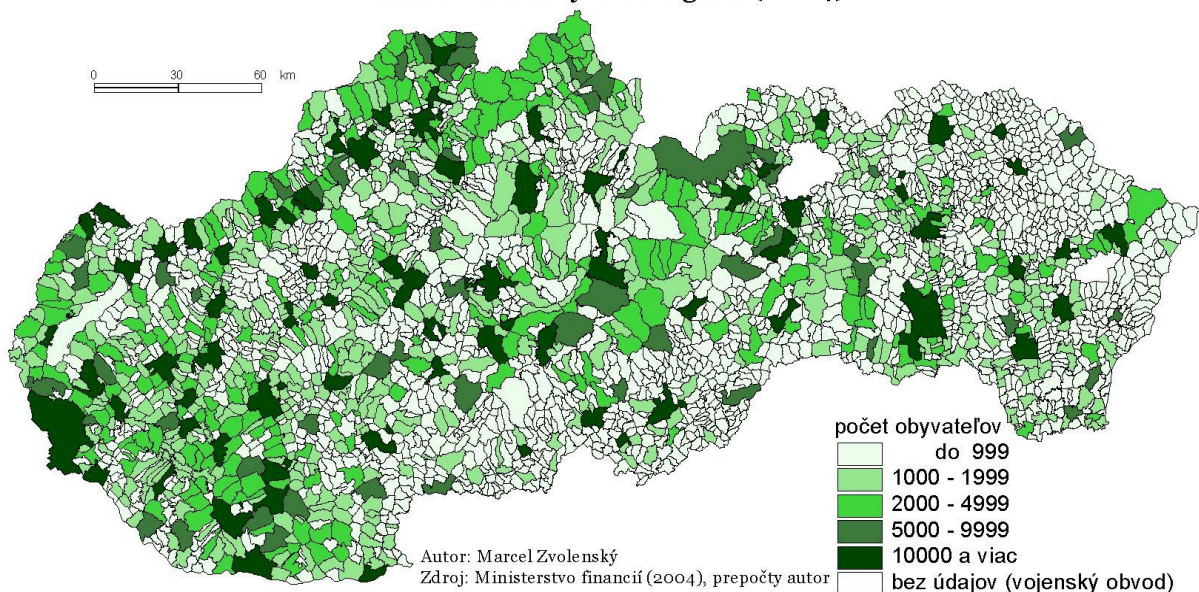 0 30 60 km
počet obyvateľov
do 999
1000 - 1999
2000 - 4999
5000 - 9999
10000 a viac
bez údajov (vojenský obvod)
Autor: Marcel Zvolenský
Zdroj: Ministerstvo financií (2004), prepočty autor